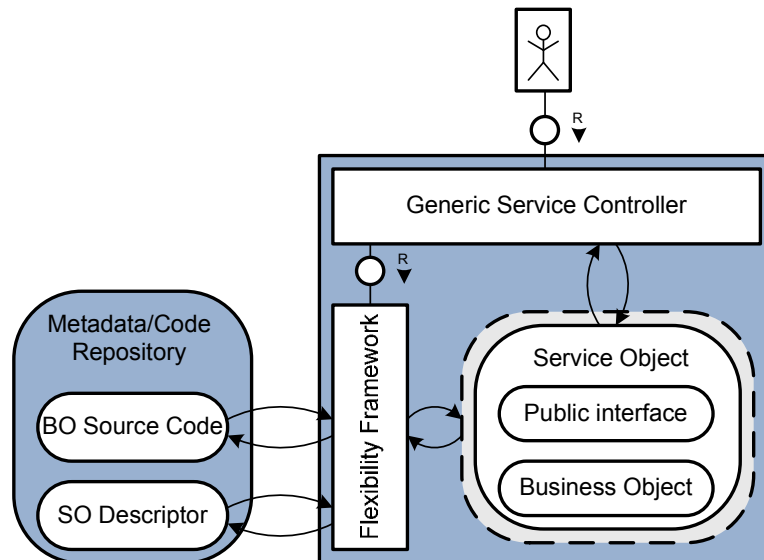 R
Generic Service Controller
R
Metadata/Code
Repository
BO Source Code
SO Descriptor
Flexibility Framework
Service Object
Public interface
Business Object